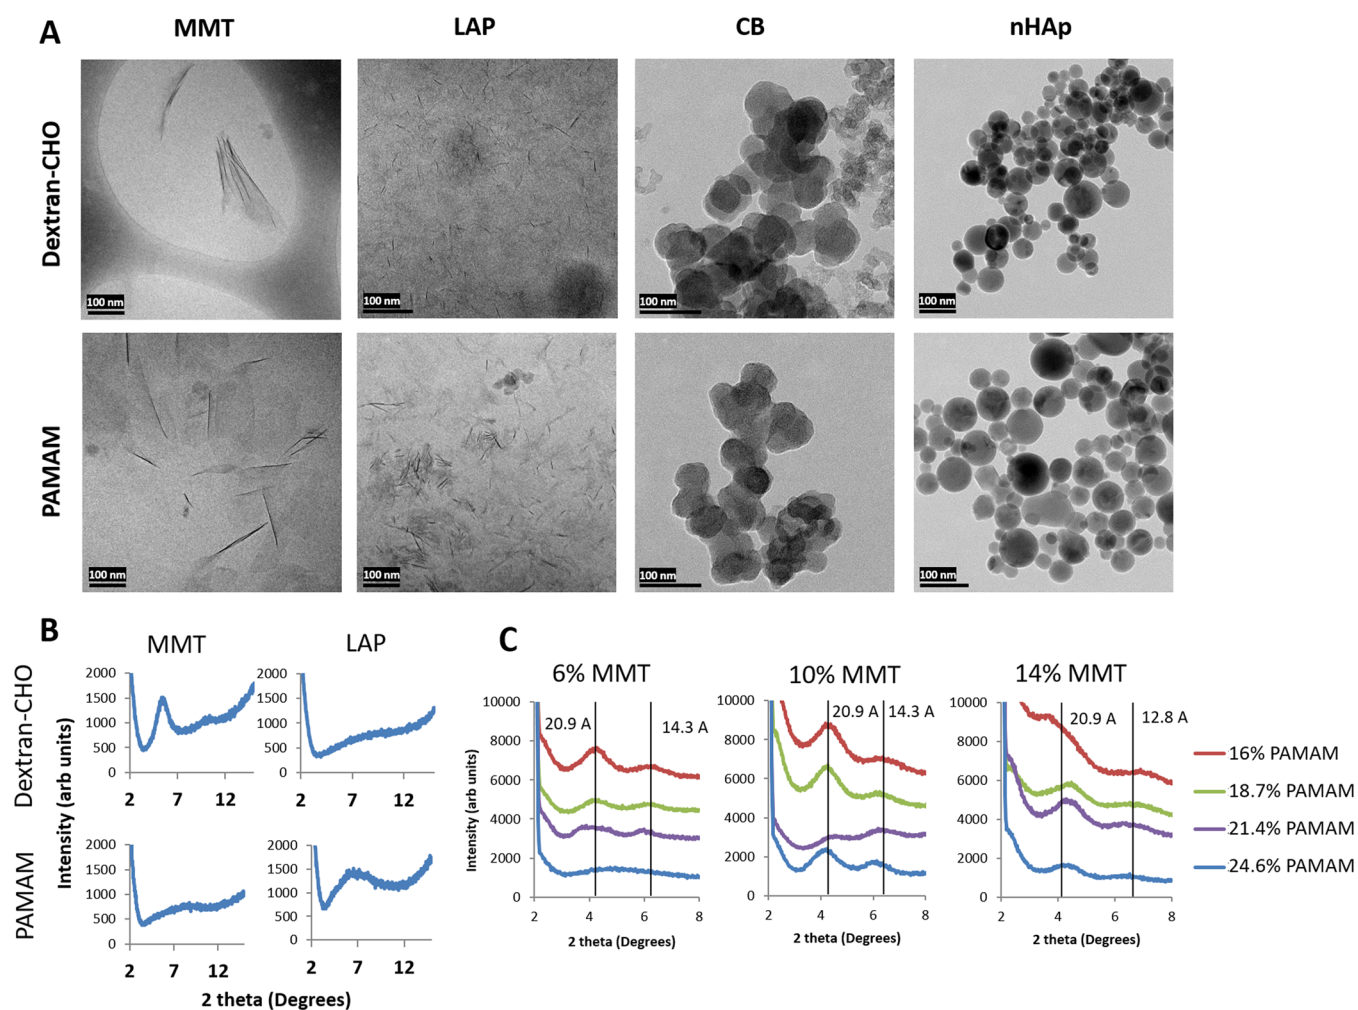 A
MMT LAP CB nHAp
Dextran-CHO
100 nm 100 nm 100 nm 100 nm
PAMAM
100 nm 100 nm 100 nm 100 nm
B
MMT LAP
Dextran-CHO
PAMAM
Intensity (arb units)
2000 2000
1500 1500
1000 1000
500 500
0 0
2 7 12 2 7 12
2000 2000
1500 1500
1000 1000
500 500
0 0
2 7 12 2 7 12
2 theta (Degrees)
C
6% MMT 10% MMT 14% MMT
Intensity (arb units)
10000 10000 10000
20.9 A 14.3 A 20.9 A 14.3 A 20.9 A 12.8 A
8000 8000 8000
6000 6000 6000
4000 4000 4000
2000 2000 2000
0 0 0
2 4 6 8 2 4 6 8 2 4 6 8
2 theta (Degrees) 2 theta (Degrees) 2 theta (Degrees)
16% PAMAM
18.7% PAMAM
21.4% PAMAM
24.6% PAMAM